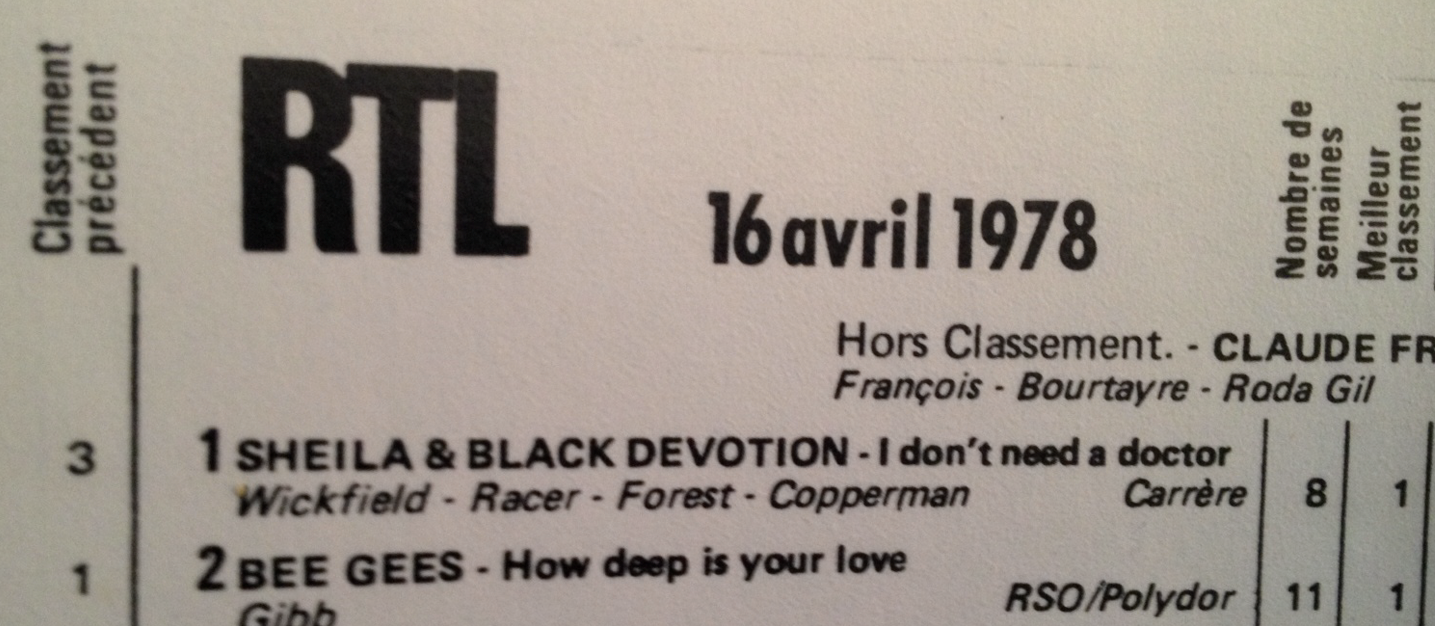 Classement
précédent
RTL
16 avril 1978
Nombre de
semaines
Meilleur
classement
Hors Classement. - CLAUDE FR
François - Bourtayre - Roda Gil
3 1 SHEILA & BLACK DEVOTION - I don't need a doctor
Wickfield - Racer - Forest - Copperman Carrère 8 1
1 2 BEE GEES - How deep is your love
RSO/Polydor 11 1
Gibb